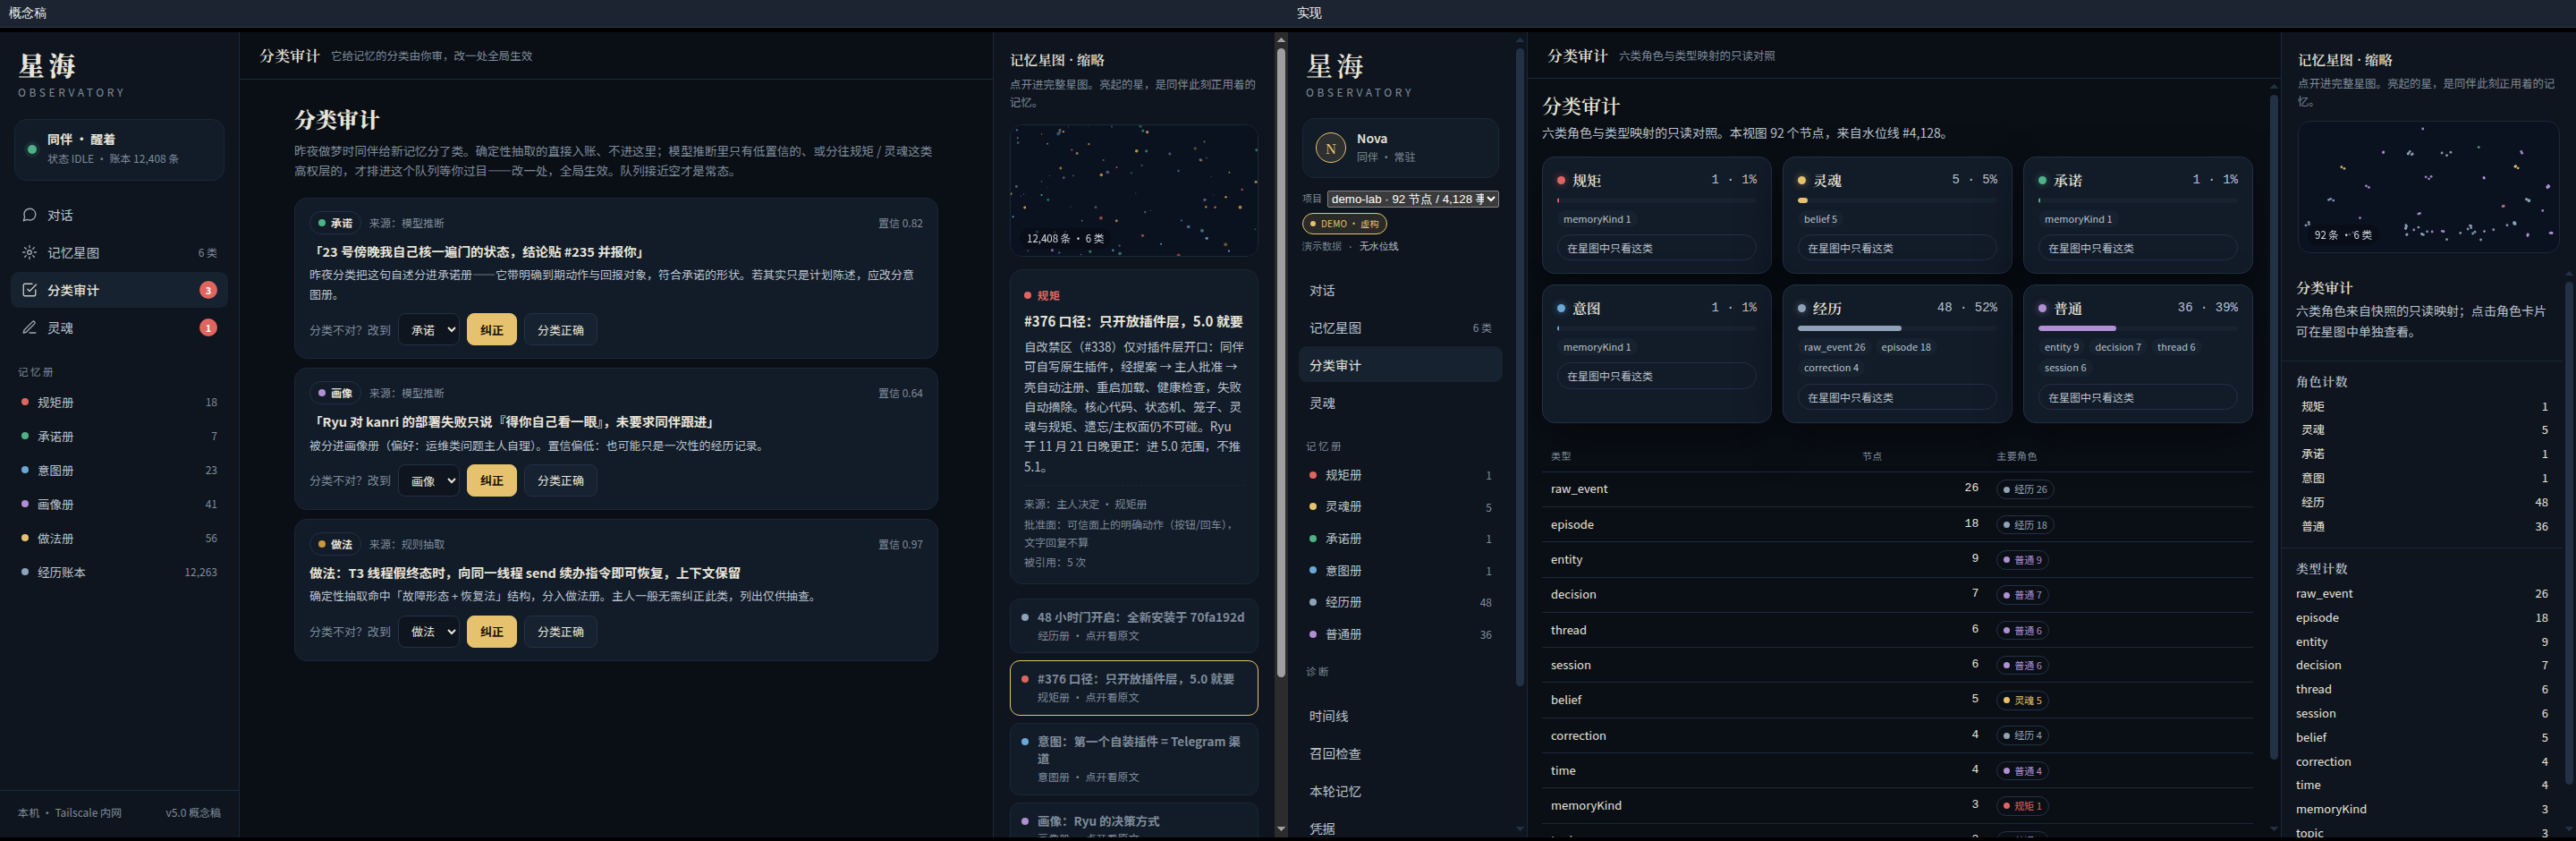 概念稿
星海
OBSERVATORY
同伴 · 醒着
状态 IDLE · 账本 12,408 条
对话
记忆星图 6 类
分类审计 3
灵魂 1
记忆册
规矩册 18
承诺册 7
意图册 23
画像册 41
做法册 56
经历账本 12,263
本机 · Tailscale 内网 v5.0 概念稿
分类审计 它给记忆的分类由你审，改一处全局生效
分类审计
昨夜做梦时同伴给新记忆分了类。确定性抽取的直接入账、不进这里；模型推断里只有低置信的、或分往规矩 / 灵魂这类
高权层的，才排进这个队列等你过目——改一处，全局生效。队列接近空才是常态。
承诺 来源：模型推断 置信 0.82
「23 号傍晚我自己核一遍门的状态，结论贴 #235 并报你」
昨夜分类把这句自述分进承诺册——它带明确到期动作与回报对象，符合承诺的形状。若其实只是计划陈述，应改分意
图册。
分类不对？改到 承诺 纠正 分类正确
画像 来源：模型推断 置信 0.64
「Ryu 对 kanri 的部署失败只说『得你自己看一眼』，未要求同伴跟进」
被分进画像册（偏好：运维类问题主人自理）。置信偏低：也可能只是一次性的经历记录。
分类不对？改到 画像 纠正 分类正确
做法 来源：规则抽取 置信 0.97
做法：T3 线程假终态时，向同一线程 send 续办指令即可恢复，上下文保留
确定性抽取命中「故障形态 + 恢复法」结构，分入做法册。主人一般无需纠正此类，列出仅供抽查。
分类不对？改到 做法 纠正 分类正确
记忆星图 · 缩略
点开进完整星图。亮起的星，是同伴此刻正用着的
记忆。
12,408 条 · 6 类
规矩
#376 口径：只开放插件层，5.0 就要
自改禁区（#338）仅对插件层开口：同伴
可自写原生插件，经提案 → 主人批准 →
壳自动注册、重启加载、健康检查，失败
自动摘除。核心代码、状态机、笼子、灵
魂与规矩、遗忘/主权面仍不可碰。Ryu
于 11 月 21 日晚更正：进 5.0 范围，不推
5.1。
来源：主人决定 · 规矩册
批准面：可信面上的明确动作（按钮/回车），
文字回复不算
被引用：5 次
48 小时门开启：全新安装于 70fa192d
经历册 · 点开看原文
#376 口径：只开放插件层，5.0 就要
规矩册 · 点开看原文
意图：第一个自装插件 = Telegram 渠
道
意图册 · 点开看原文
画像：Ryu 的决策方式
实现
星海
OBSERVATORY
N
Nova
同伴 · 常驻
项目 demo-lab · 92 节点 / 4,128 事
DEMO · 虚构
演示数据 · 无水位线
对话
记忆星图 6 类
分类审计
灵魂
记忆册
规矩册 1
灵魂册 5
承诺册 1
意图册 1
经历册 48
普通册 36
诊断
时间线
召回检查
本轮记忆
凭据
分类审计 六类角色与类型映射的只读对照
分类审计
六类角色与类型映射的只读对照。本视图 92 个节点，来自水位线 #4,128。
规矩 1 · 1%
memoryKind 1
在星图中只看这类
灵魂 5 · 5%
belief 5
在星图中只看这类
承诺 1 · 1%
memoryKind 1
在星图中只看这类
意图 1 · 1%
memoryKind 1
在星图中只看这类
经历 48 · 52%
raw_event 26 episode 18
correction 4
在星图中只看这类
普通 36 · 39%
entity 9 decision 7 thread 6
session 6
在星图中只看这类
类型 节点 主要角色
raw_event 26 经历 26
episode 18 经历 18
entity 9 普通 9
decision 7 普通 7
thread 6 普通 6
session 6 普通 6
belief 5 灵魂 5
correction 4 经历 4
time 4 普通 4
memoryKind 3 规矩 1
记忆星图 · 缩略
点开进完整星图。亮起的星，是同伴此刻正用着的记
忆。
92 条 · 6 类
分类审计
六类角色来自快照的只读映射；点击角色卡片
可在星图中单独查看。
角色计数
规矩 1
灵魂 5
承诺 1
意图 1
经历 48
普通 36
类型计数
raw_event 26
episode 18
entity 9
decision 7
thread 6
session 6
belief 5
correction 4
time 4
memoryKind 3
topic 3